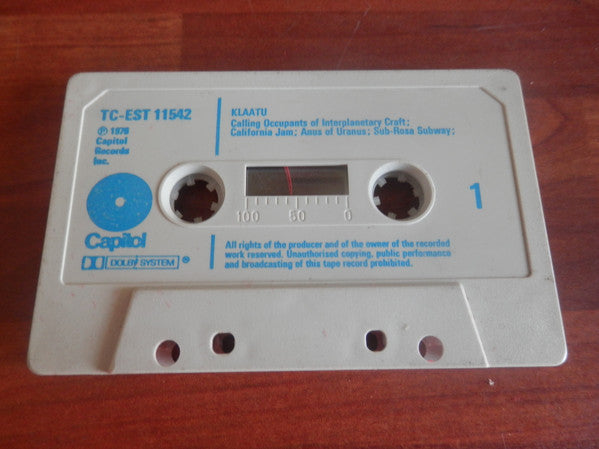 TC-EST 11542
℗ 1976
Capitol
Records
Inc.
Capitol
DOLBY SYSTEM ®
KLAATU
Calling Occupants of Interplanetary Craft;
California Jam; Anus of Uranus; Sub-Rosa Subway;
100 50 0
1
All rights of the producer and of the owner of the recorded
work reserved. Unauthorised copying, public performance
and broadcasting of this tape record prohibited.